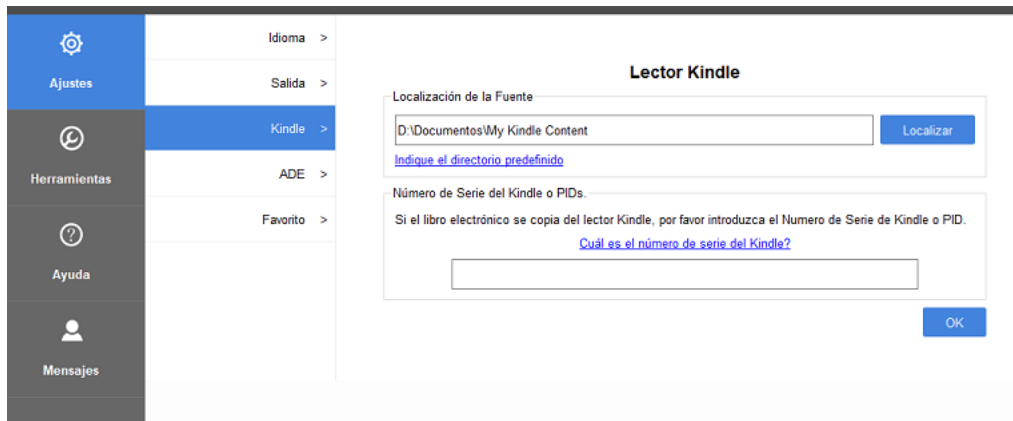 Ajustes
Herramientas
Ayuda
Mensajes
Idioma >
Salida >
Kindle >
ADE >
Favorito >
Lector Kindle
Localización de la Fuente
D:\Documentos\My Kindle Content
Localizar
Indique el directorio predefinido
Número de Serie del Kindle o PIDs.
Si el libro electrónico se copia del lector Kindle, por favor introduzca el Numero de Serie de Kindle o PID.
Cuál es el número de serie del Kindle?
OK